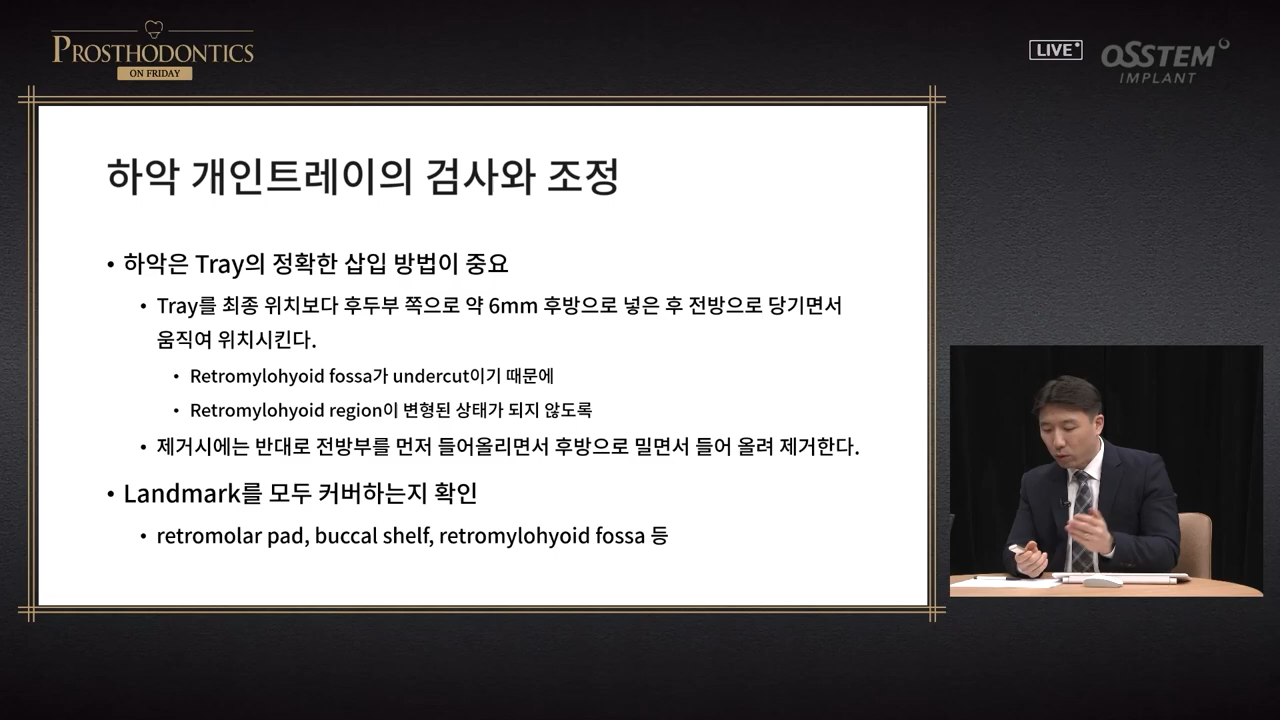 PROSTHODONTICS
ON FRIDAY
LIVE
OSSTEM
IMPLANT
하악 개인트레이의 검사와 조정
• 하악은 Tray의 정확한 삽입 방법이 중요
• Tray를 최종 위치보다 후두부 쪽으로 약 6mm 후방으로 넣은 후 전방으로 당기면서
움직여 위치시킨다.
• Retromylohyoid fossa가 undercut이기 때문에
• Retromylohyoid region이 변형된 상태가 되지 않도록
• 제거시에는 반대로 전방부를 먼저 들어올리면서 후방으로 밀면서 들어 올려 제거한다.
• Landmark를 모두 커버하는지 확인
• retromolar pad, buccal shelf, retromylohyoid fossa 등